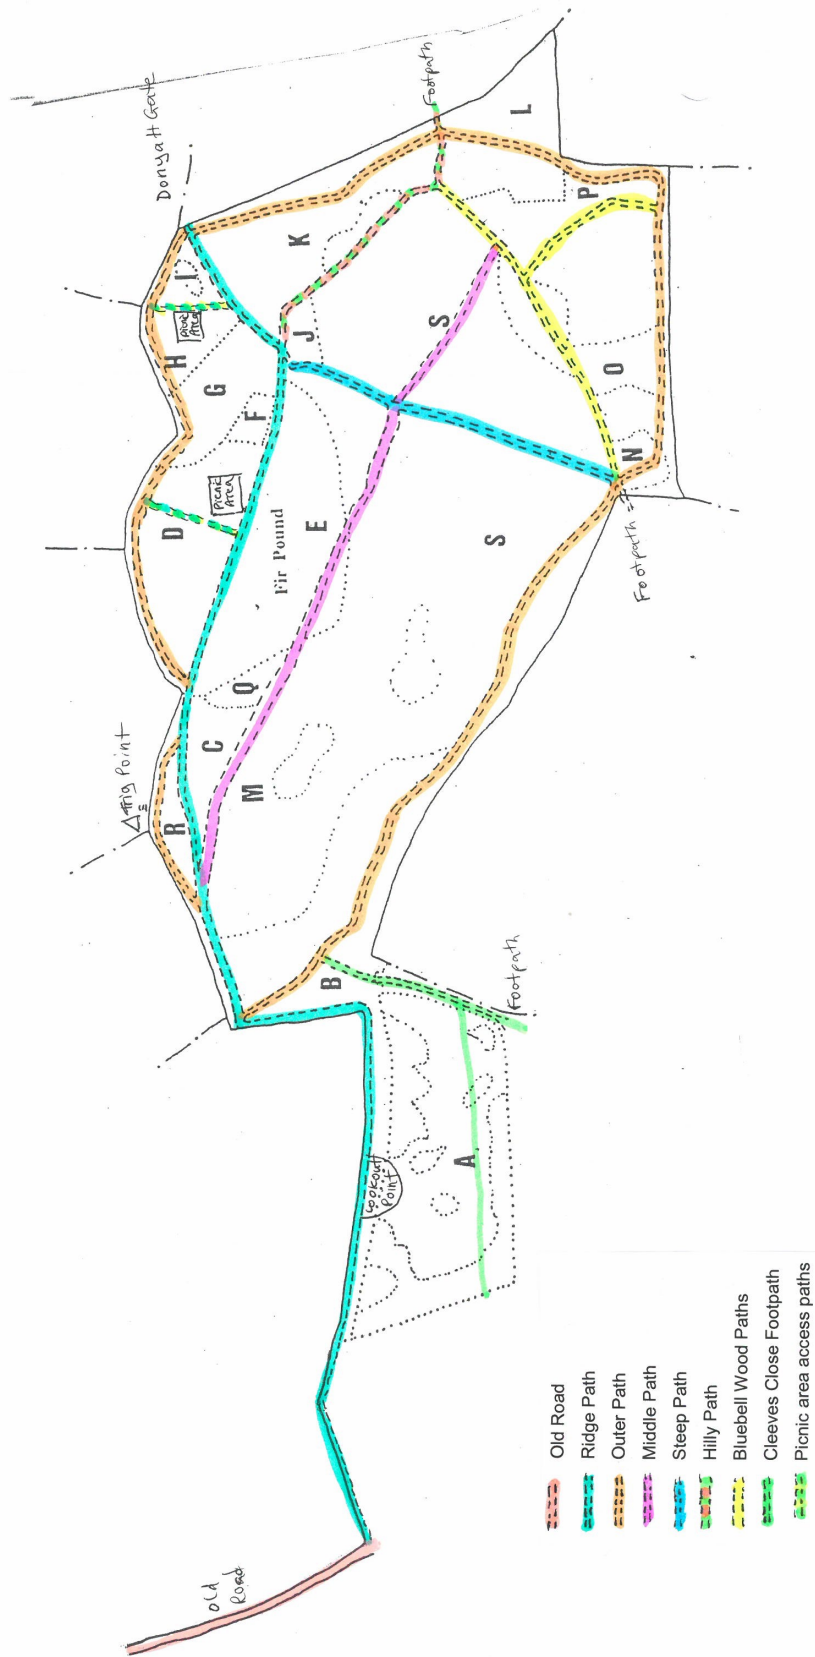 Old
Road
Lookout
Point
A
Footpath
B
Trig Point
R
M
C
Q
D
Picnic
Area
Fir Pound
E
S
Footpath
F
G
H
Picnic
Area
I
Donyatt Gate
J
K
S
N
O
P
L
Footpath
Old Road
Ridge Path
Outer Path
Middle Path
Steep Path
Hilly Path
Bluebell Wood Paths
Cleeves Close Footpath
Picnic area access paths